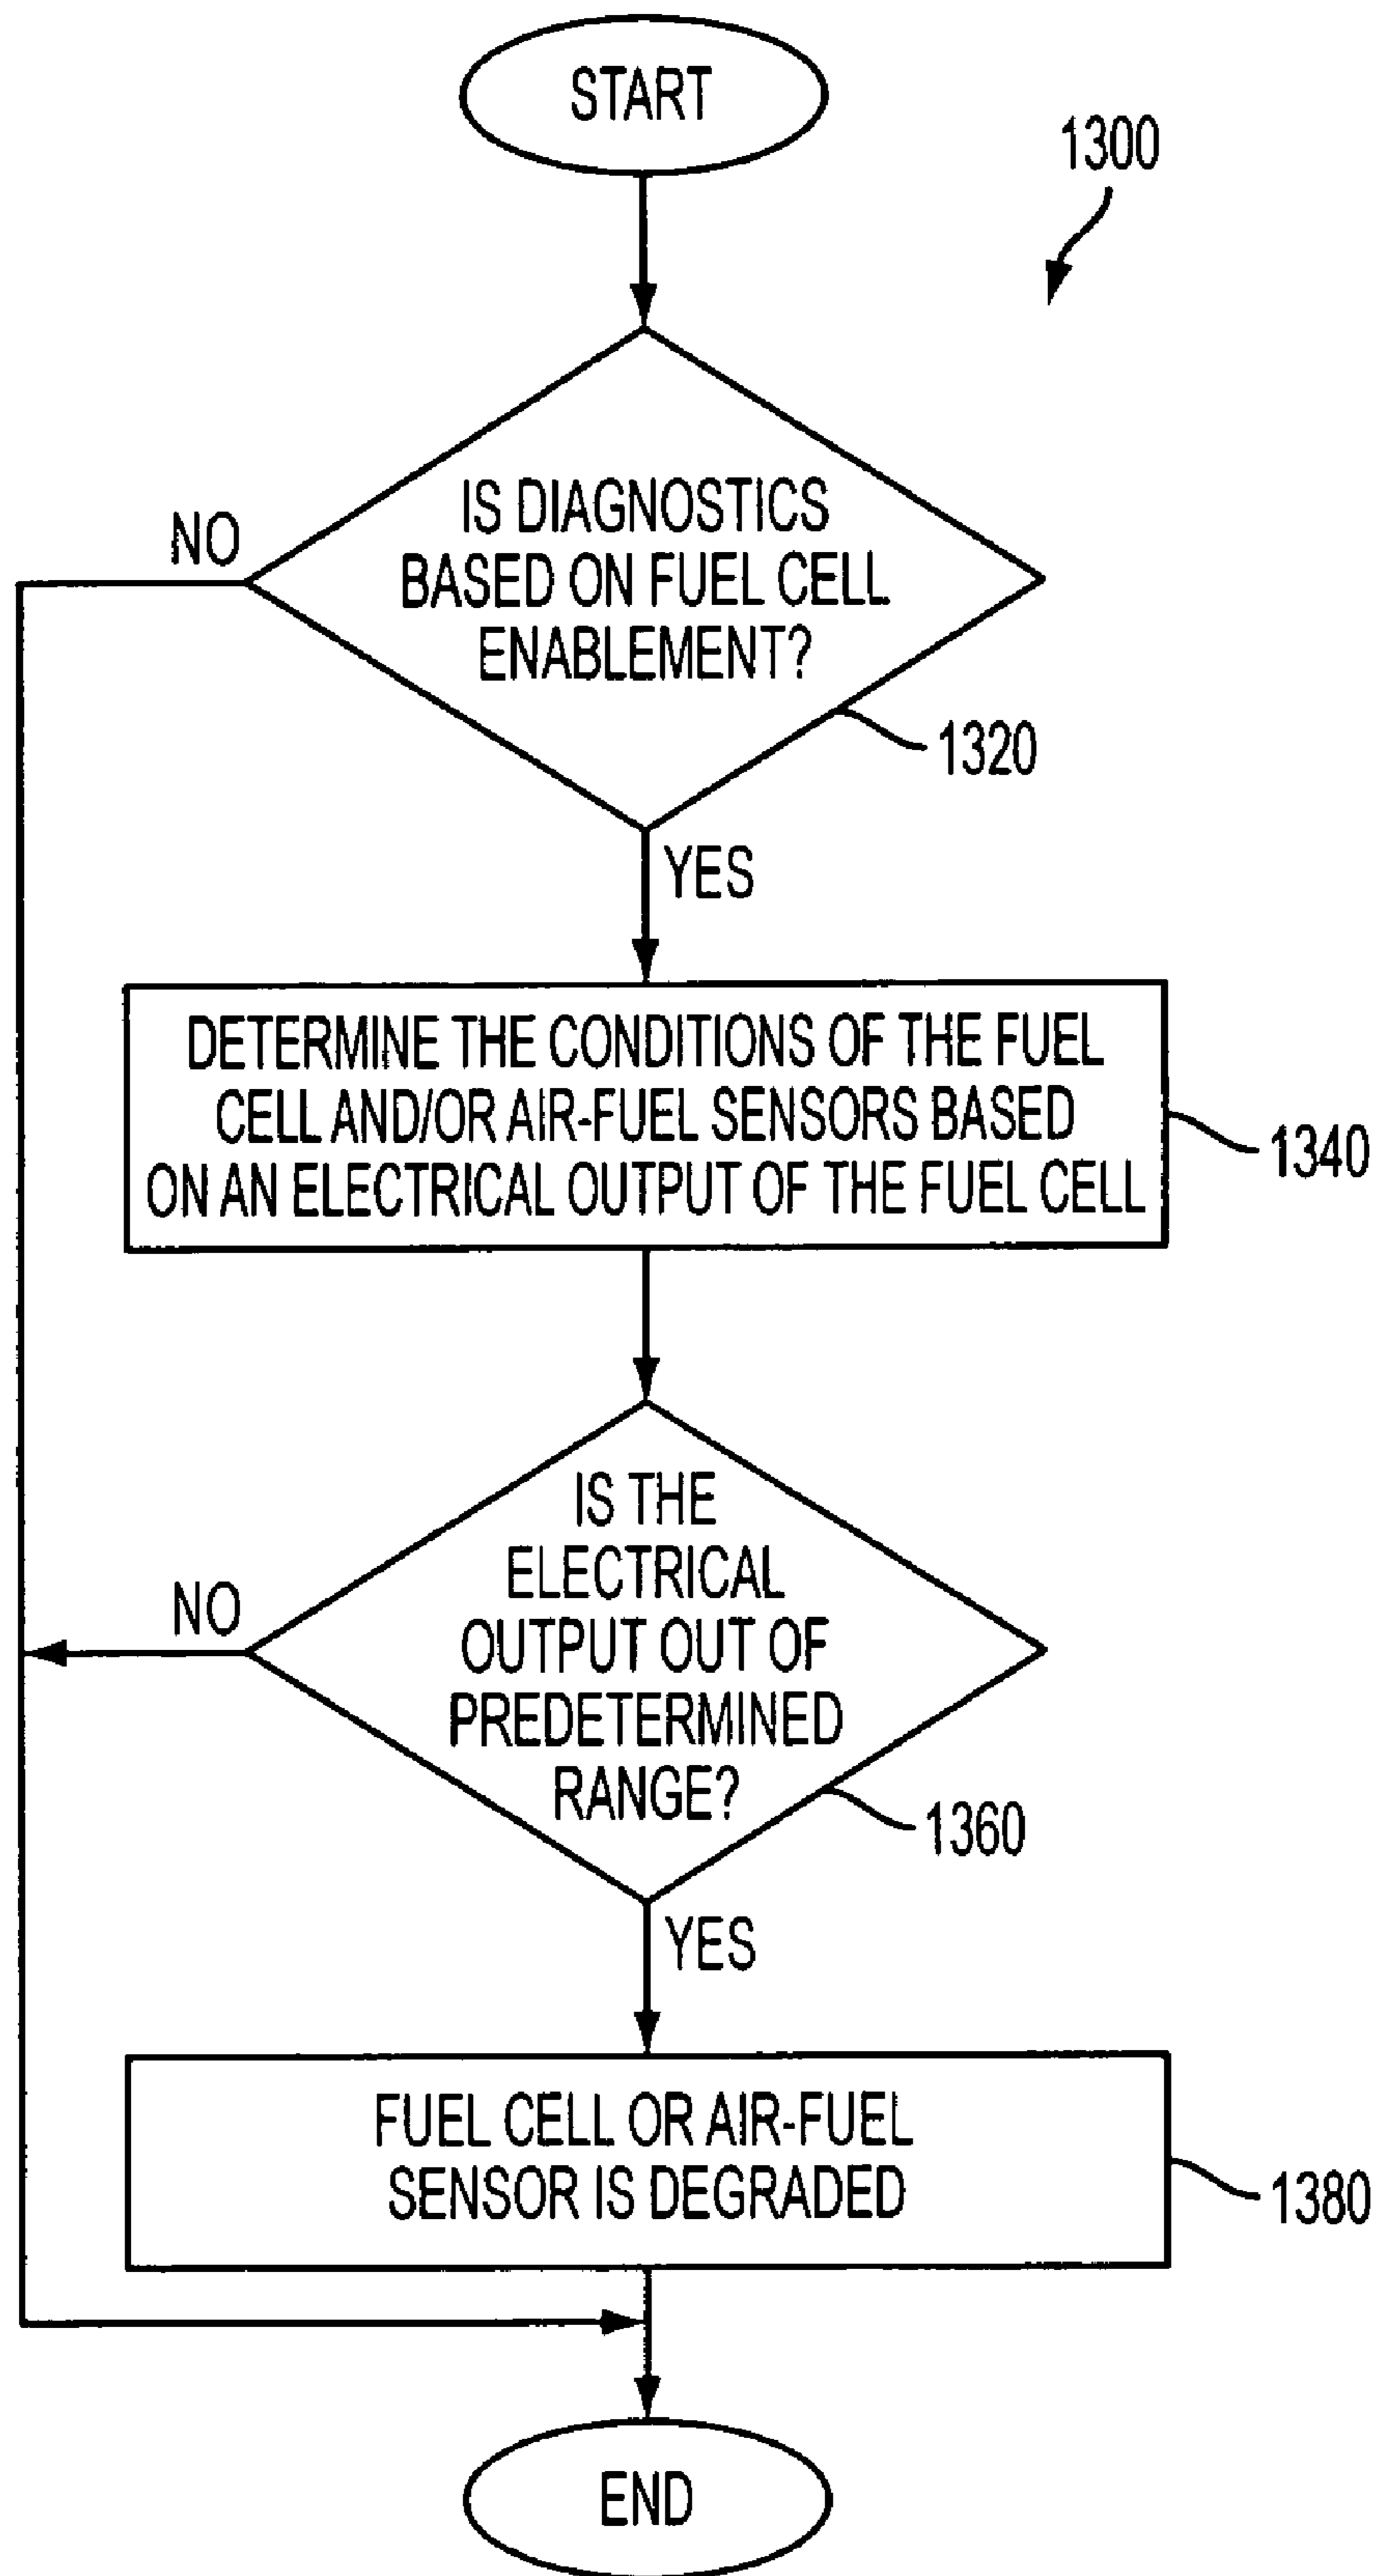 START
1300
IS DIAGNOSTICS
BASED ON FUEL CELL
ENABLEMENT?
NO
1320
YES
DETERMINE THE CONDITIONS OF THE FUEL
CELL AND/OR AIR-FUEL SENSORS BASED
ON AN ELECTRICAL OUTPUT OF THE FUEL CELL
1340
IS THE
ELECTRICAL
OUTPUT OUT OF
PREDETERMINED
RANGE?
NO
1360
YES
FUEL CELL OR AIR-FUEL
SENSOR IS DEGRADED
1380
END